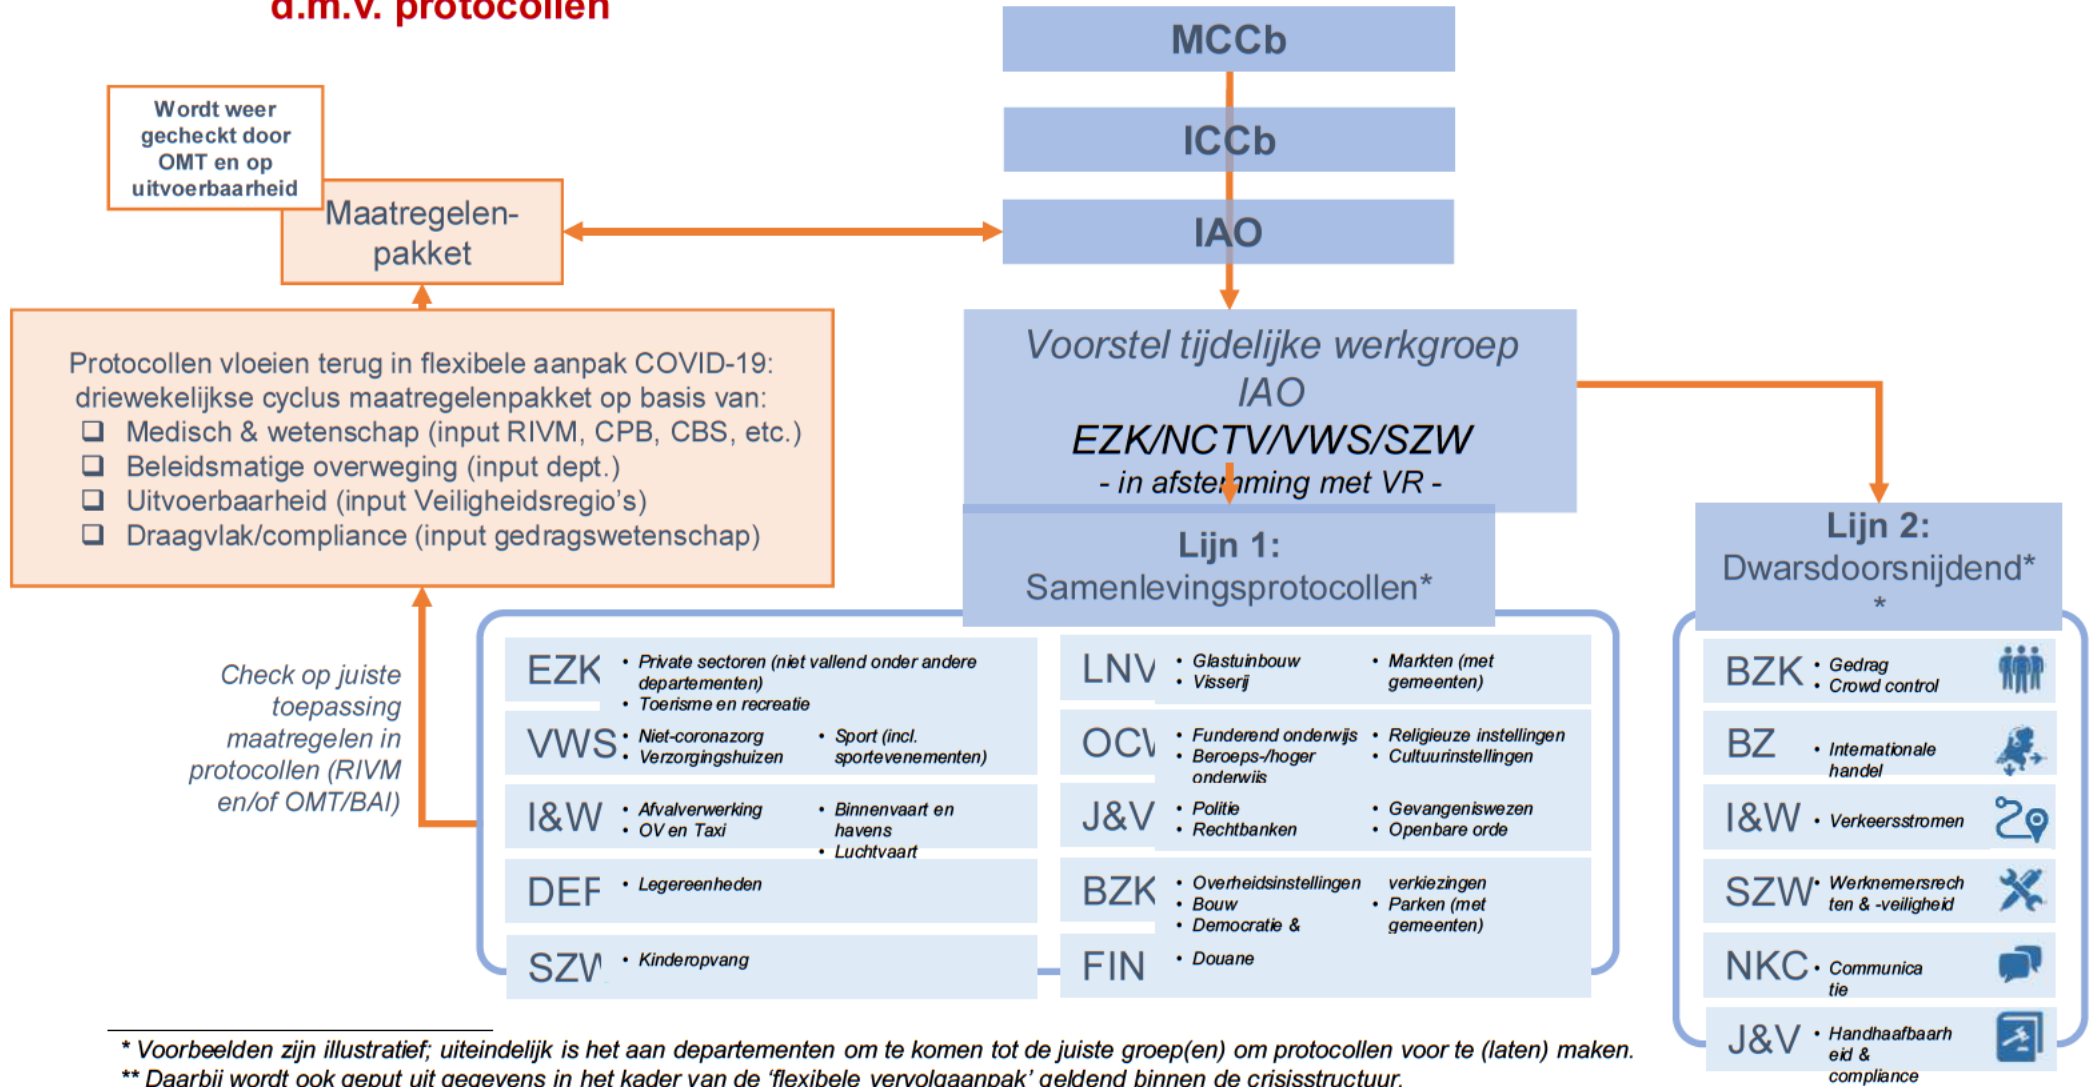 d.m.v. protocollen
MCCb
ICCb
IAO
Wordt weer
gecheckt door
OMT en op
uitvoerbaarheid
Maatregelen-
pakket
Protocollen vloeien terug in flexibele aanpak COVID-19:
driewekelijkse cyclus maatregelenpakket op basis van:
❑ Medisch & wetenschap (input RIVM, CPB, CBS, etc.)
❑ Beleidsmatige overweging (input dept.)
❑ Uitvoerbaarheid (input Veiligheidsregio's)
❑ Draagvlak/compliance (input gedragswetenschap)
Check op juiste
toepassing
maatregelen in
protocollen (RIVM
en/of OMT/BAI)
Voorstel tijdelijke werkgroep
IAO
EZK/NCTV/VWS/SZW
- in afstemming met VR -
Lijn 1:
Samenlevingsprotocollen*
EZK
• Private sectoren (niet vallend onder andere
departementen)
• Toerisme en recreatie
VWS
• Niet-coronazorg
• Verzorgingshuizen
• Sport (incl.
sportevenementen)
I&W
• Afvalverwerking
• OV en Taxi
• Binnenvaart en
havens
• Luchtvaart
DEF
• Legereenheden
SZW
• Kinderopvang
LNV
• Glastuinbouw
• Visserij
• Markten (met
gemeenten)
OCW
• Funderend onderwijs
• Beroeps-/hoger
onderwijs
• Religieuze instellingen
• Cultuurinstellingen
J&V
• Politie
• Rechtbanken
• Gevangeniswezen
• Openbare orde
BZK
• Overheidsinstellingen
• Bouw
• Democratie &
verkiezingen
• Parken (met
gemeenten)
FIN
• Douane
Lijn 2:
Dwarsdoorsnijdend*
*
BZK
• Gedrag
• Crowd control
BZ
• Internationale
handel
I&W
• Verkeersstromen
SZW
• Werknemersrech
ten & -veiligheid
NKC
• Communica
tie
J&V
• Handhaafbaarh
eid &
compliance
* Voorbeelden zijn illustratief; uiteindelijk is het aan departementen om te komen tot de juiste groep(en) om protocollen voor te (laten) maken.
** Daarbij wordt ook geput uit gegevens in het kader van de 'flexibele vervolgaanpak' geldend binnen de crisisstructuur.